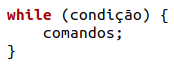 while (condição) {
    comandos;
}